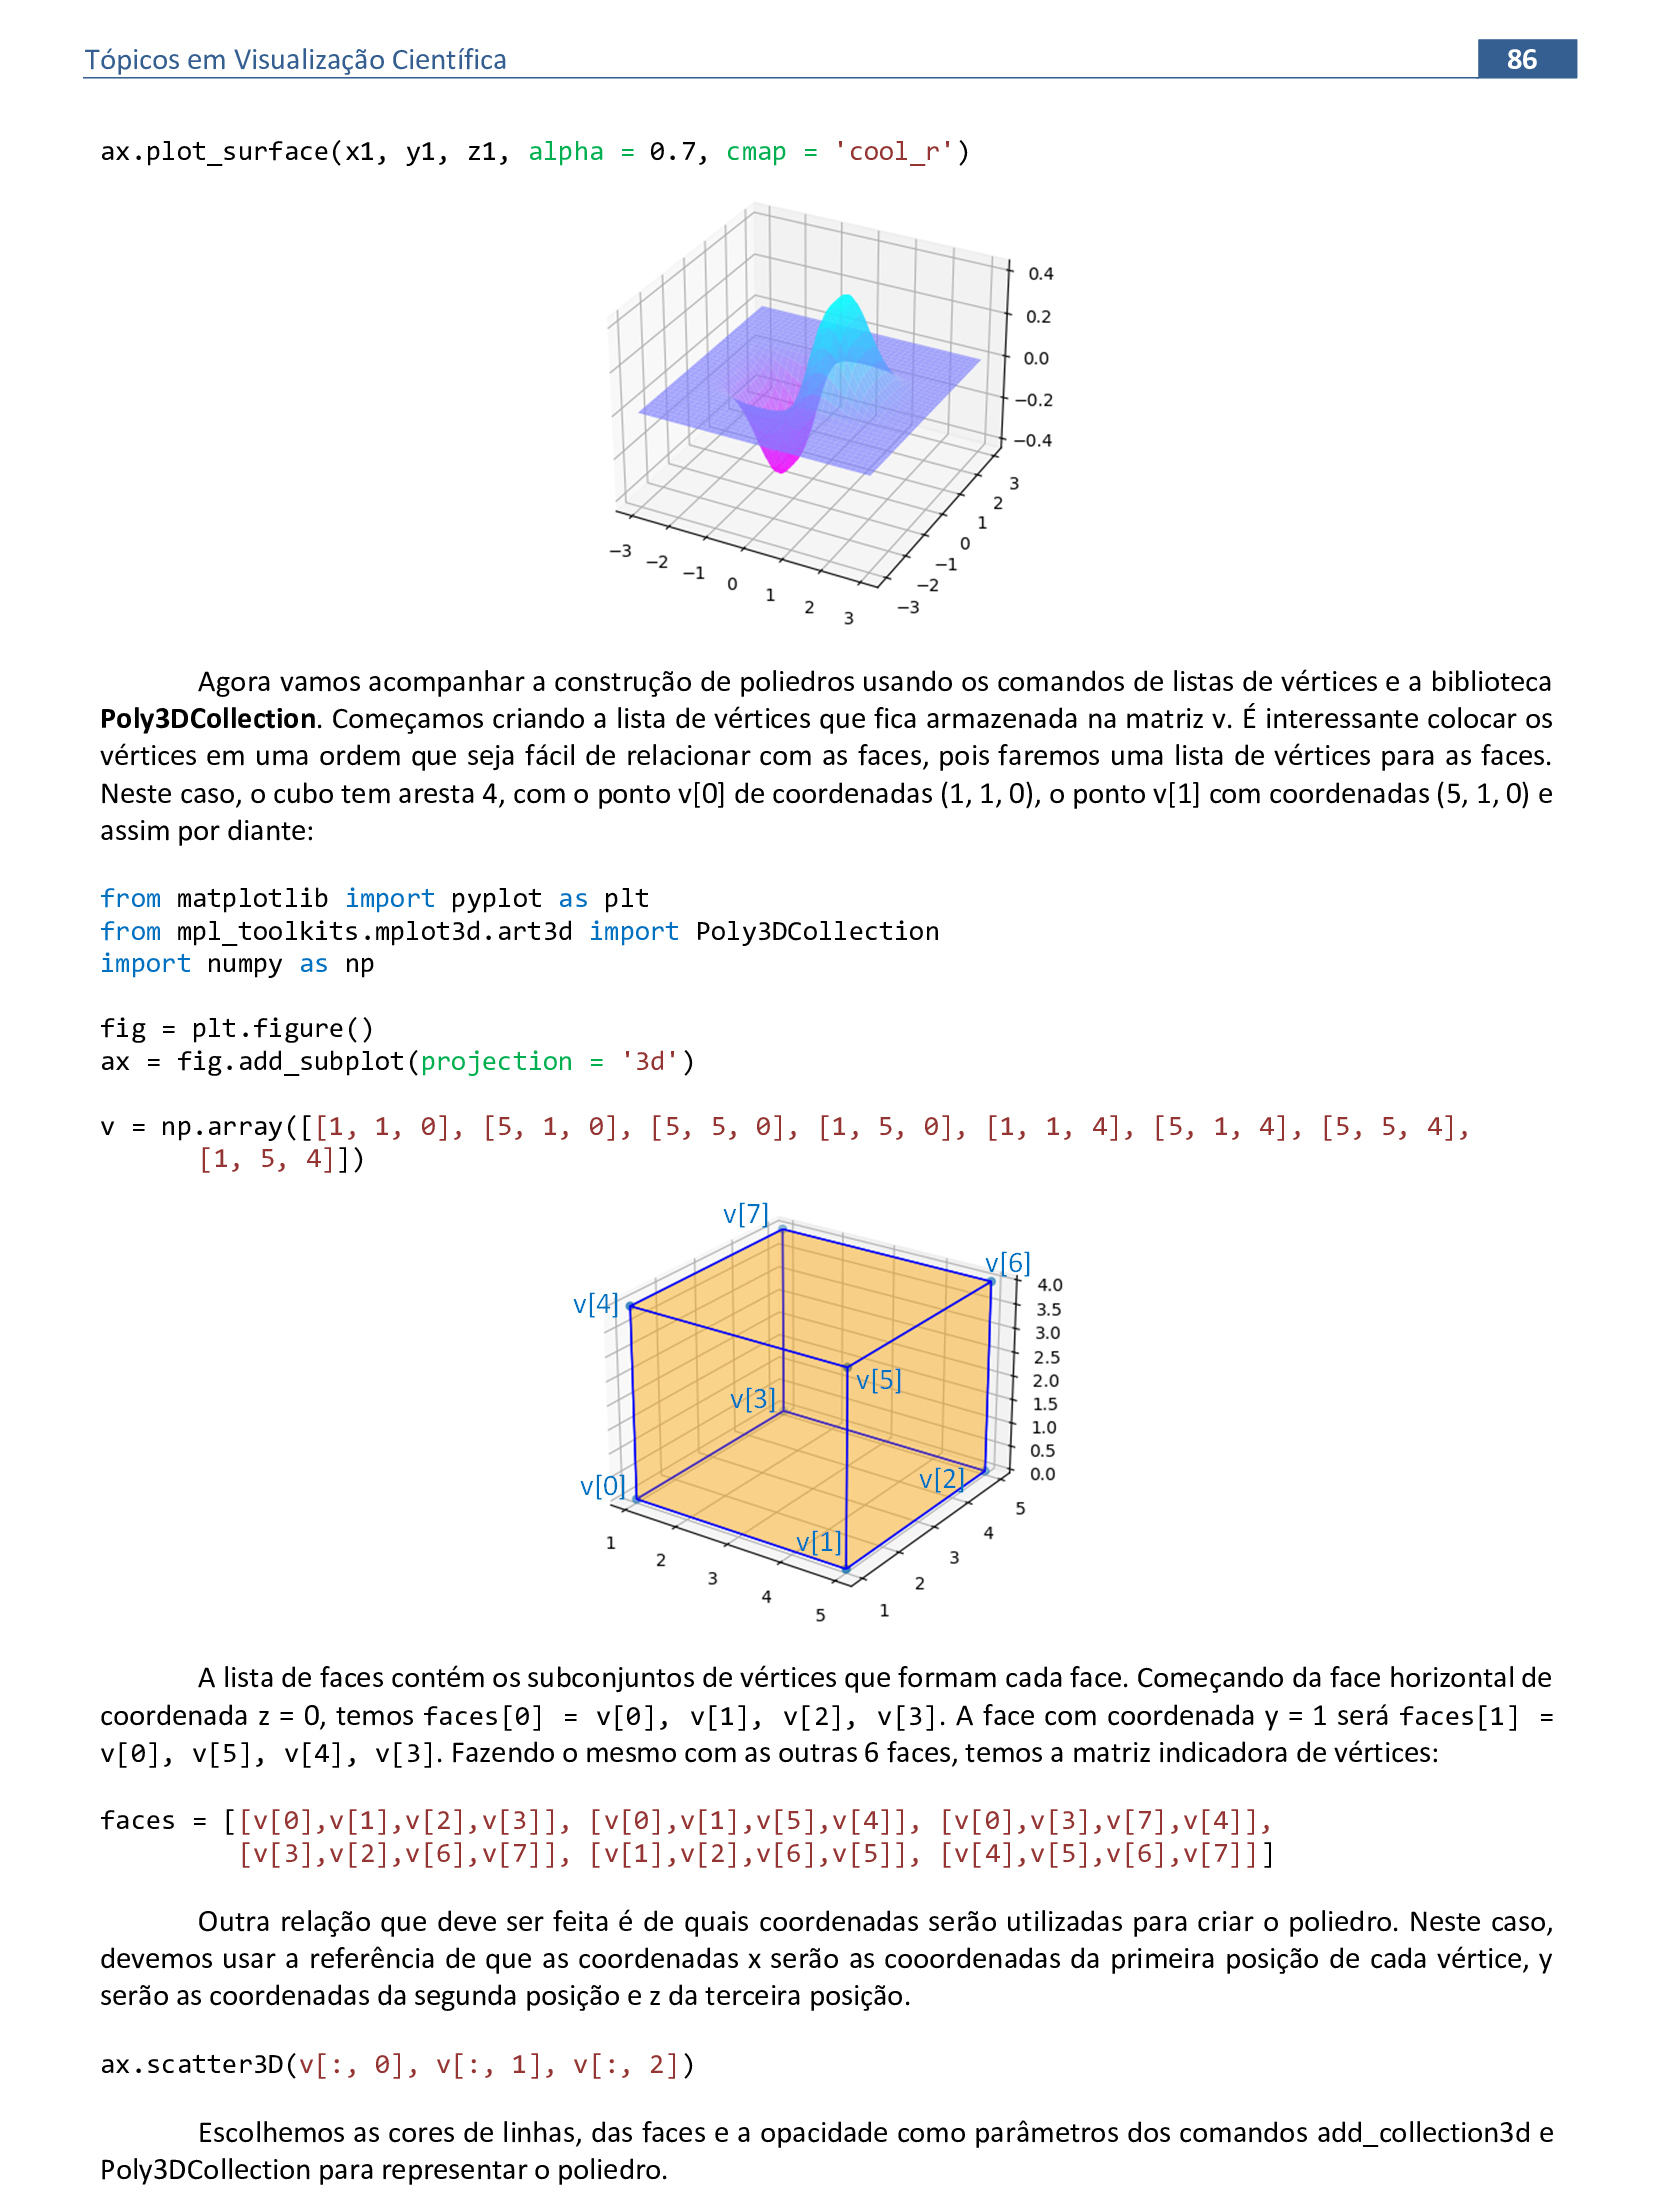 Tópicos em Visualização Científica 86
ax.plot_surface(x1, y1, z1, alpha = 0.7, cmap = 'cool_r')
0.4
0.2
0.0
−0.2
−0.4
3
2
1
0
−1
−2
−3
−3
−2
−1
0
1
2
3
Agora vamos acompanhar a construção de poliedros usando os comandos de listas de vértices e a biblioteca
Poly3DCollection. Começamos criando a lista de vértices que fica armazenada na matriz v. É interessante colocar os
vértices em uma ordem que seja fácil de relacionar com as faces, pois faremos uma lista de vértices para as faces.
Neste caso, o cubo tem aresta 4, com o ponto v[0] de coordenadas (1, 1, 0), o ponto v[1] com coordenadas (5, 1, 0) e
assim por diante:
from matplotlib import pyplot as plt
from mpl_toolkits.mplot3d.art3d import Poly3DCollection
import numpy as np
fig = plt.figure()
ax = fig.add_subplot(projection = '3d')
v = np.array([[1, 1, 0], [5, 1, 0], [5, 5, 0], [1, 5, 0], [1, 1, 4], [5, 1, 4], [5, 5, 4],
[1, 5, 4]])
v[7]
v[6]
v[4]
v[5]
v[3]
v[2]
v[0]
v[1]
4.0
3.5
3.0
2.5
2.0
1.5
1.0
0.5
0.0
5
4
3
2
1
1
2
3
4
5
A lista de faces contém os subconjuntos de vértices que formam cada face. Começando da face horizontal de
coordenada z = 0, temos faces[0] = v[0], v[1], v[2], v[3]. A face com coordenada y = 1 será faces[1] =
v[0], v[5], v[4], v[3]. Fazendo o mesmo com as outras 6 faces, temos a matriz indicadora de vértices:
faces = [[v[0],v[1],v[2],v[3]], [v[0],v[1],v[5],v[4]], [v[0],v[3],v[7],v[4]],
[v[3],v[2],v[6],v[7]], [v[1],v[2],v[6],v[5]], [v[4],v[5],v[6],v[7]]]
Outra relação que deve ser feita é de quais coordenadas serão utilizadas para criar o poliedro. Neste caso,
devemos usar a referência de que as coordenadas x serão as cooordenadas da primeira posição de cada vértice, y
serão as coordenadas da segunda posição e z da terceira posição.
ax.scatter3D(v[:, 0], v[:, 1], v[:, 2])
Escolhemos as cores de linhas, das faces e a opacidade como parâmetros dos comandos add_collection3d e
Poly3DCollection para representar o poliedro.